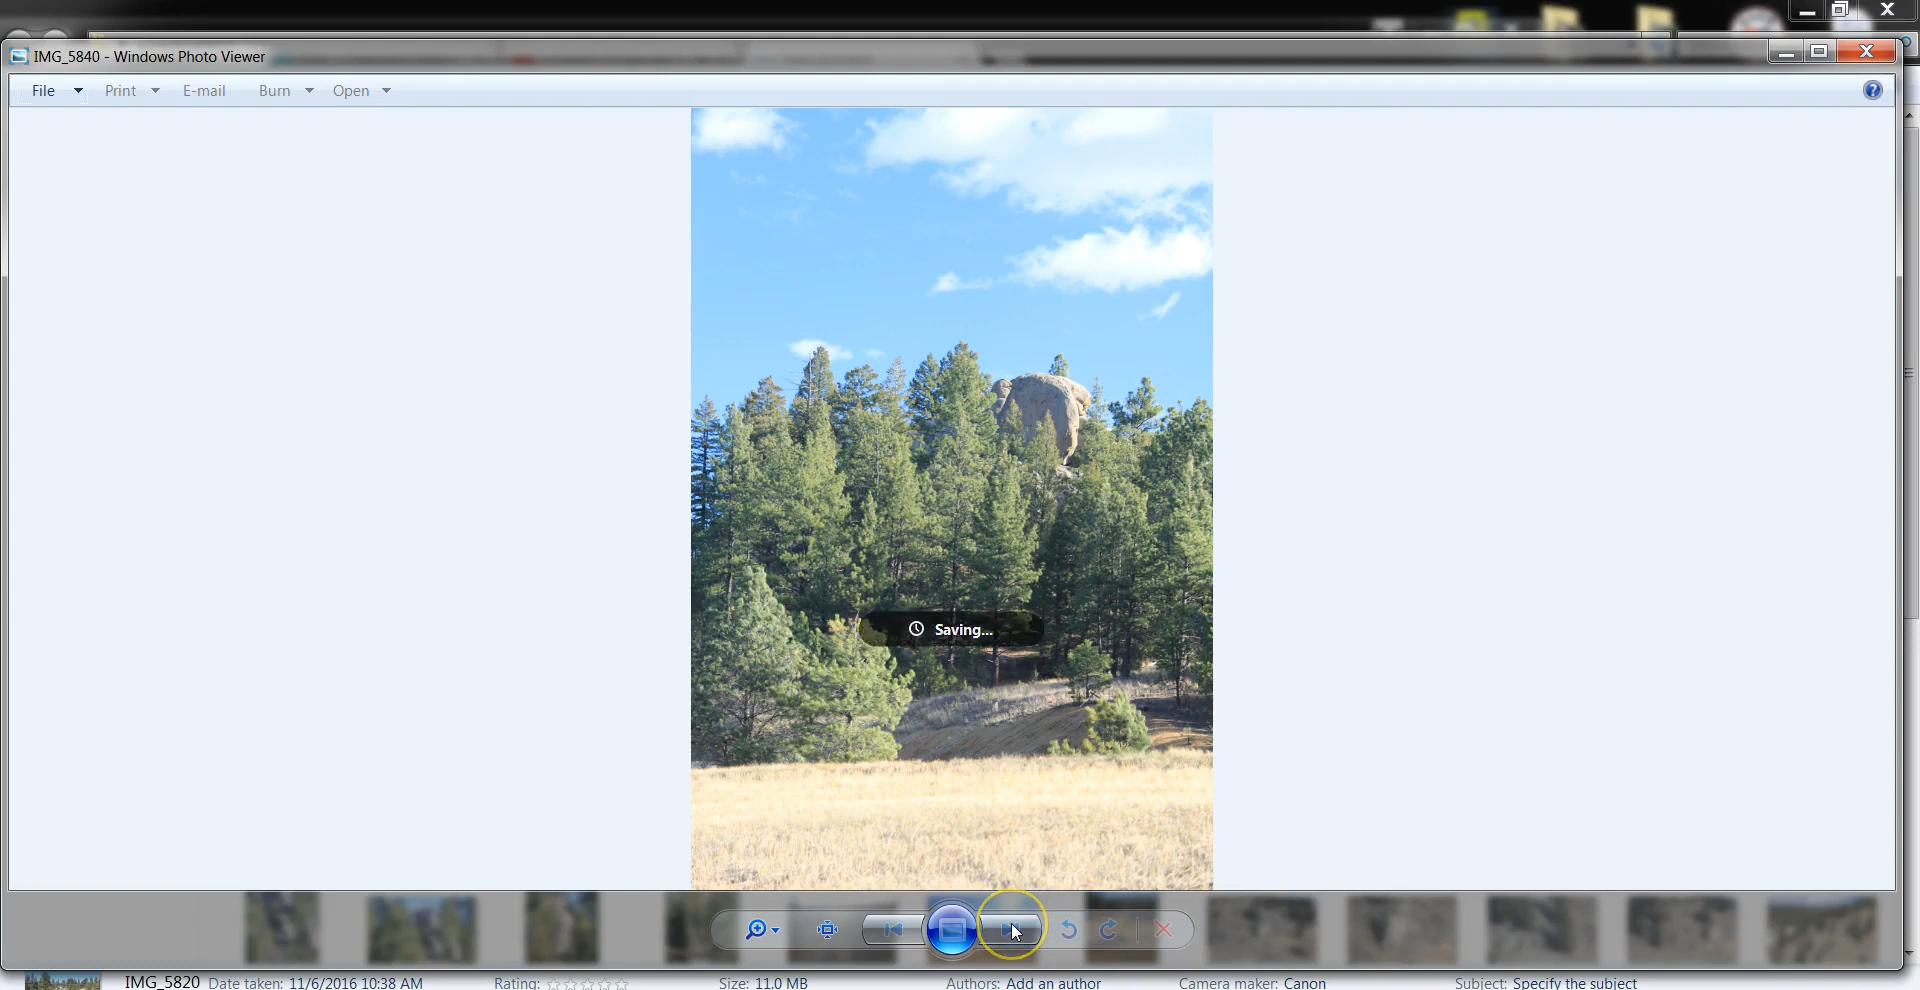 IMG_5840 - Windows Photo Viewer
File Print E-mail Burn Open
Saving...
IMG_5820 Date taken: 11/6/2016 10:38 AM Rating: Size: 11.0 MB Authors: Add an author Camera maker: Canon Subject: Specify the subject